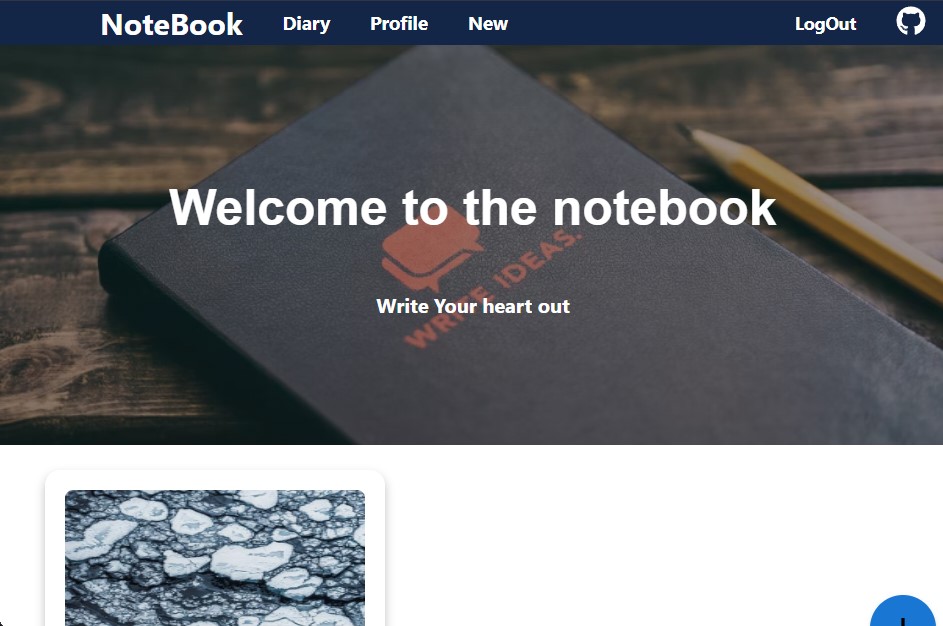 NoteBook Diary Profile New LogOut
Welcome to the notebook
WRITE IDEAS.
Write Your heart out